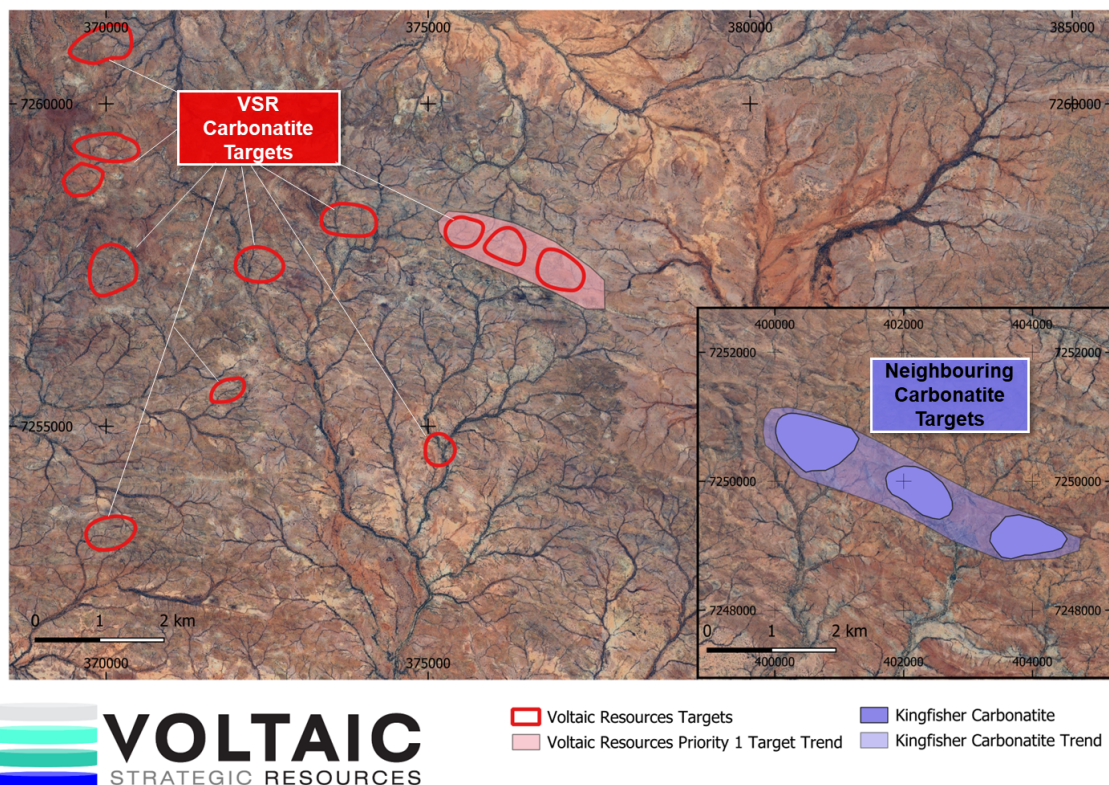 370000
375000
380000
385000
7260000
7260000
VSR
Carbonatite
Targets
7255000
0 1 2 km
370000
375000
400000
402000
404000
7252000
7252000
Neighbouring
Carbonatite
Targets
7250000
7250000
7248000
7248000
0 1 2 km
400000
402000
404000
VOLTAIC
STRATEGIC RESOURCES
Voltaic Resources Targets
Voltaic Resources Priority 1 Target Trend
Kingfisher Carbonatite
Kingfisher Carbonatite Trend